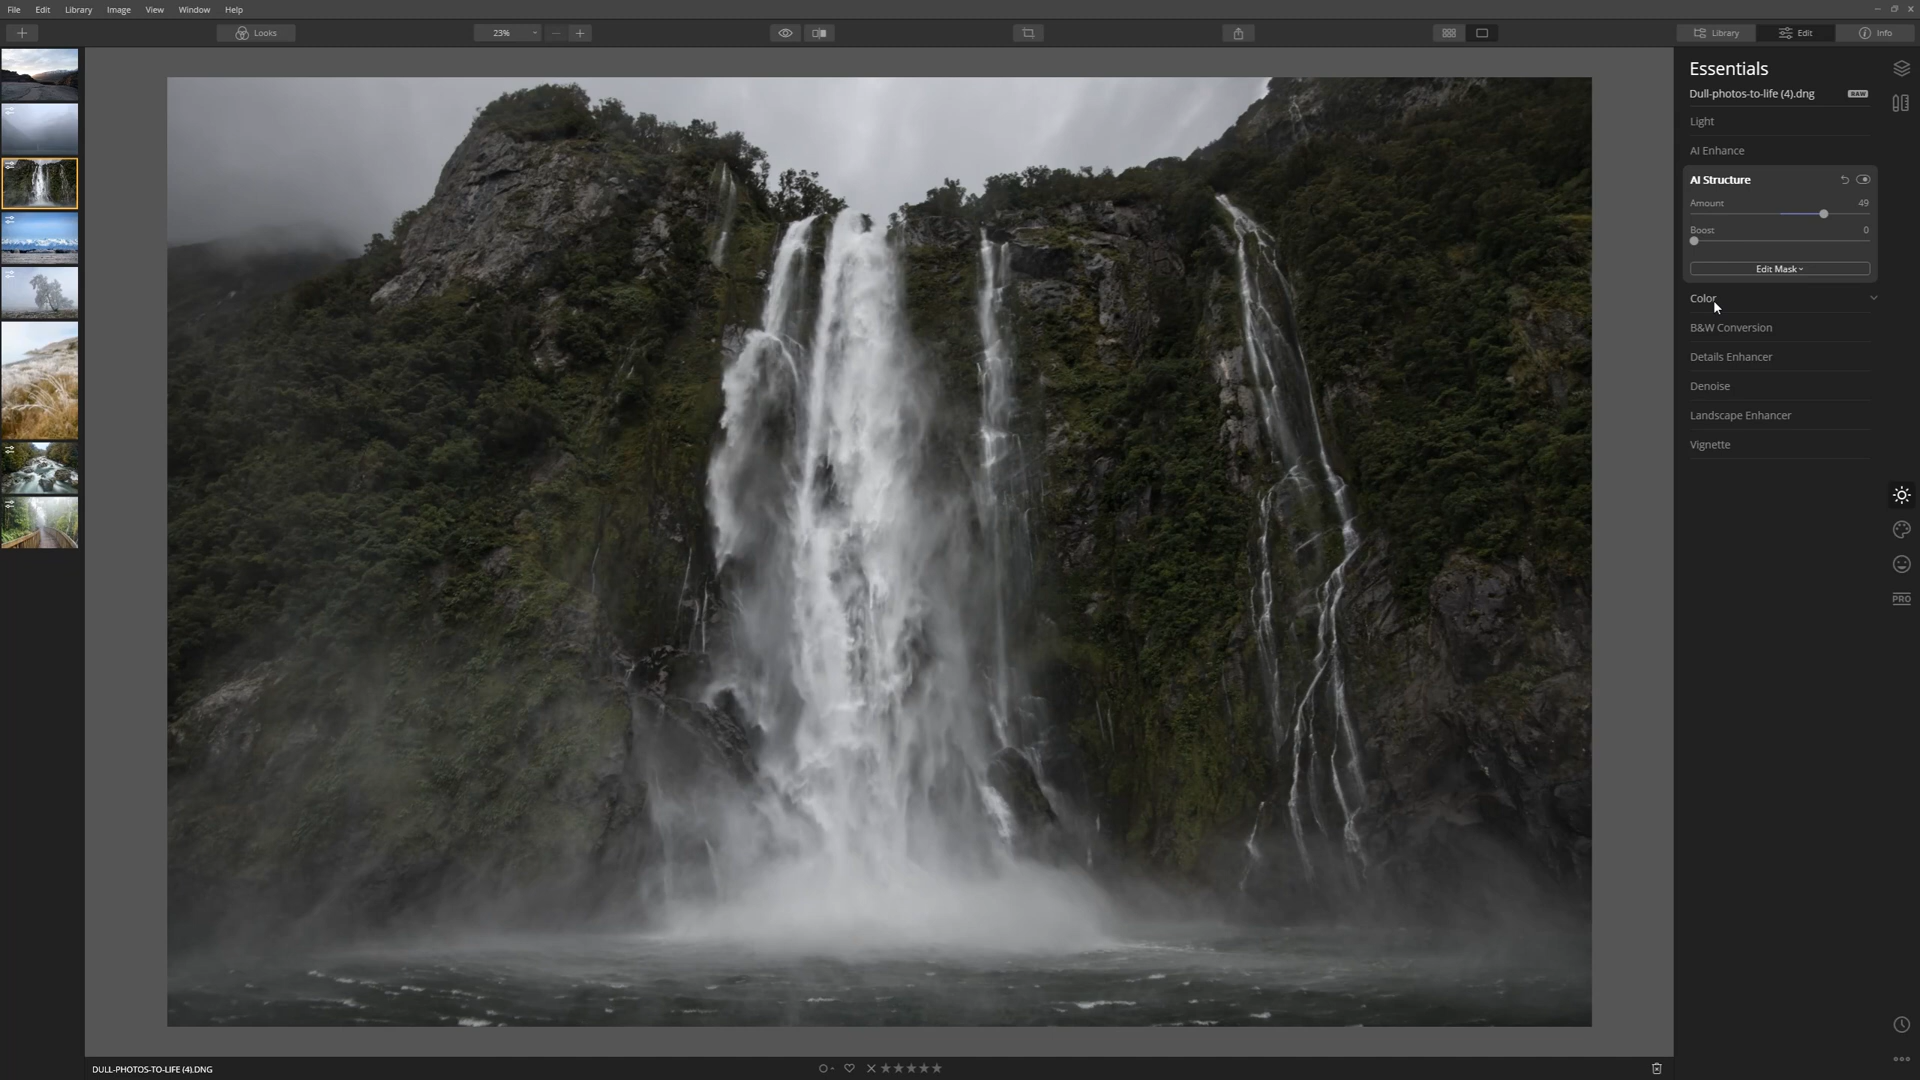 File Edit Library Image View Window Help
Looks 23% Library Edit Info
Essentials
Dull-photos-to-life (4).dng RAW
Light
AI Enhance
AI Structure
Amount 49
Boost 0
Edit Mask
Color
B&W Conversion
Details Enhancer
Denoise
Landscape Enhancer
Vignette
PRO
DULL-PHOTOS-TO-LIFE (4).DNG